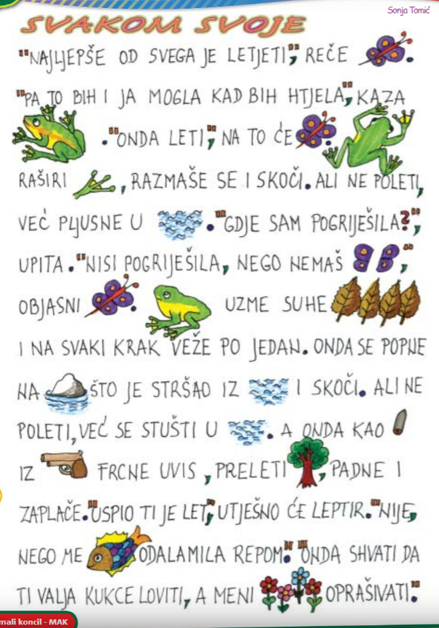 Sonja Tomić
SVAKOM SVOJE
"NAJLJEPŠE OD SVEGA JE LETJETI", REČE .
"PA TO BIH I JA MOGLA KAD BIH HTJELA", KAZA
. "ONDA LETI", NA TO ĆE .
RAŠIRI , RAZMAŠE SE I SKOČI. ALI NE POLETI,
VEĆ PLJUSNE U . "GDJE SAM POGRIJEŠILA?",
UPITA. "NISI POGRIJEŠILA, NEGO NEMAŠ ",
OBJASNI . UZME SUHE
I NA SVAKI KRAK VEŽE PO JEDAN. ONDA SE POPNE
NA ŠTO JE STRŠAO IZ I SKOČI. ALI NE
POLETI, VEĆ SE STUŠTI U . A ONDA KAO
IZ FRCNE UVIS, PRELETI , PADNE I
ZAPLAČE. "USPIO TI JE LET", UTJEŠNO ĆE LEPTIR. "NIJE,
NEGO ME ODALAMILA REPOM." "ONDA SHVATI DA
TI VALJA KUKCE LOVITI, A MENI OPRAŠIVATI."
mali koncil - MAK